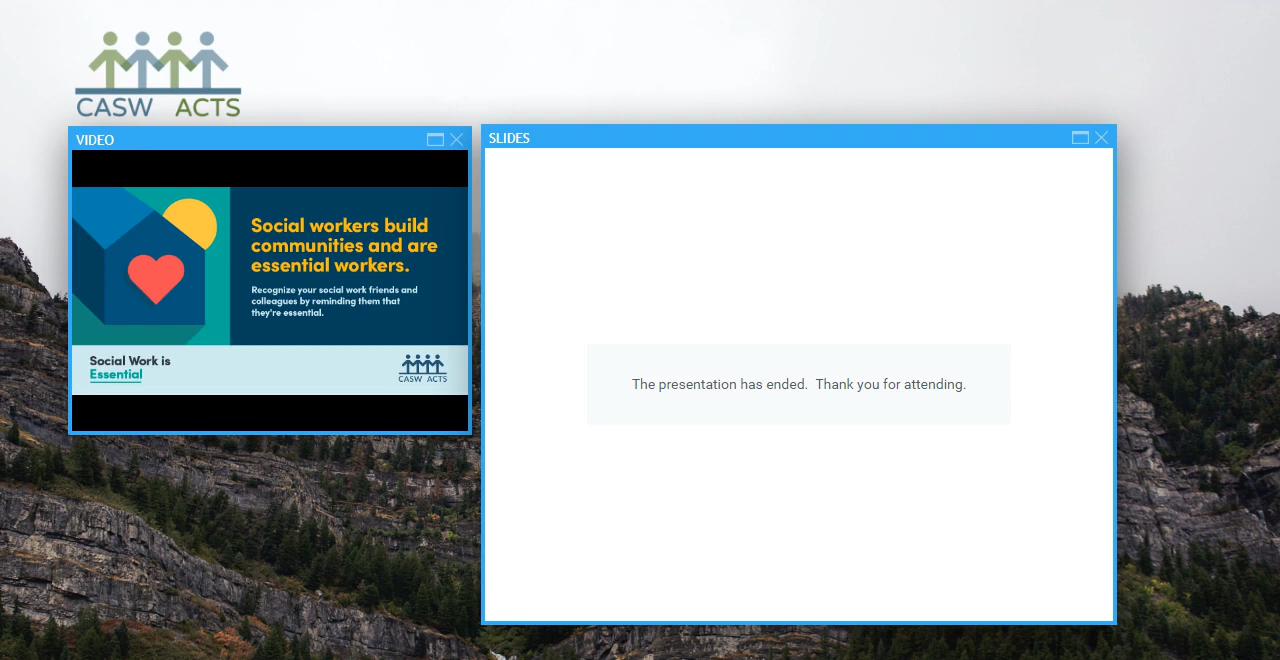 CASW ACTS
VIDEO
Social workers build
communities and are
essential workers.
Recognize your social work friends and
colleagues by reminding them that
they're essential.
Social Work is
Essential
CASW ACTS
SLIDES
The presentation has ended.  Thank you for attending.